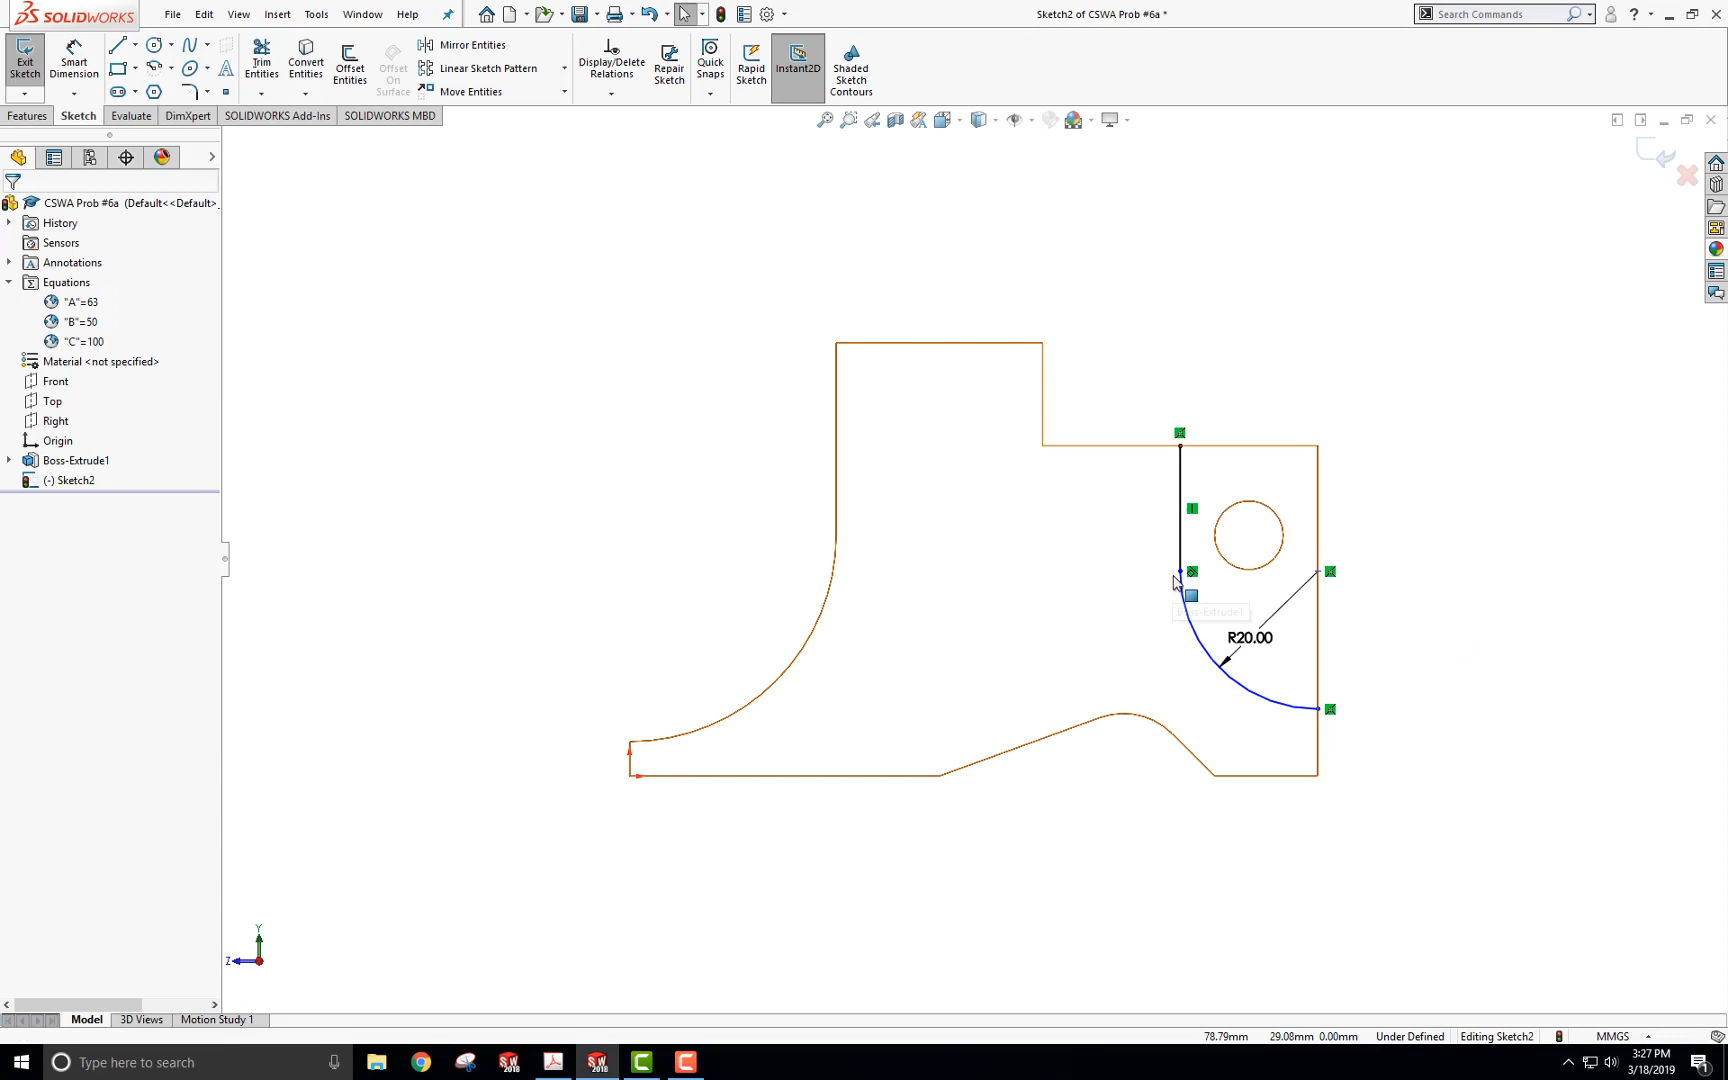 SOLIDWORKS
File Edit View Insert Tools Window Help
Sketch2 of CSWA Prob #6a *
Search Commands
Exit Sketch
Smart Dimension
Trim Entities
Convert Entities
Offset Entities
Offset On Surface
Mirror Entities
Linear Sketch Pattern
Move Entities
Display/Delete Relations
Repair Sketch
Quick Snaps
Rapid Sketch
Instant2D
Shaded Sketch Contours
Features Sketch Evaluate DimXpert SOLIDWORKS Add-Ins SOLIDWORKS MBD
CSWA Prob #6a (Default<<Default>_
History
Sensors
Annotations
Equations
"A"=63
"B"=50
"C"=100
Material <not specified>
Front
Top
Right
Origin
Boss-Extrude1
(-) Sketch2
Boss-Extrude1
R20.00
Y
Z
Model 3D Views Motion Study 1
78.79mm 29.08mm 0.00mm Under Defined Editing Sketch2 MMGS
Type here to search
3:27 PM
3/18/2019